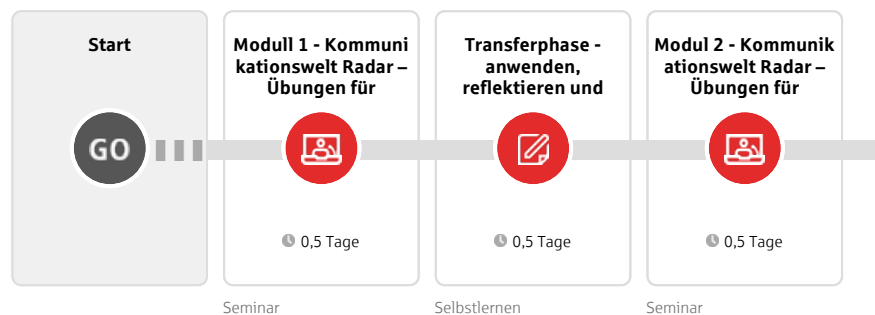 Start
GO
Modull 1 - Kommuni
kationswelt Radar –
Übungen für
0,5 Tage
Seminar
Transferphase -
anwenden,
reflektieren und
0,5 Tage
Selbstlernen
Modul 2 - Kommunik
ationswelt Radar –
Übungen für
0,5 Tage
Seminar